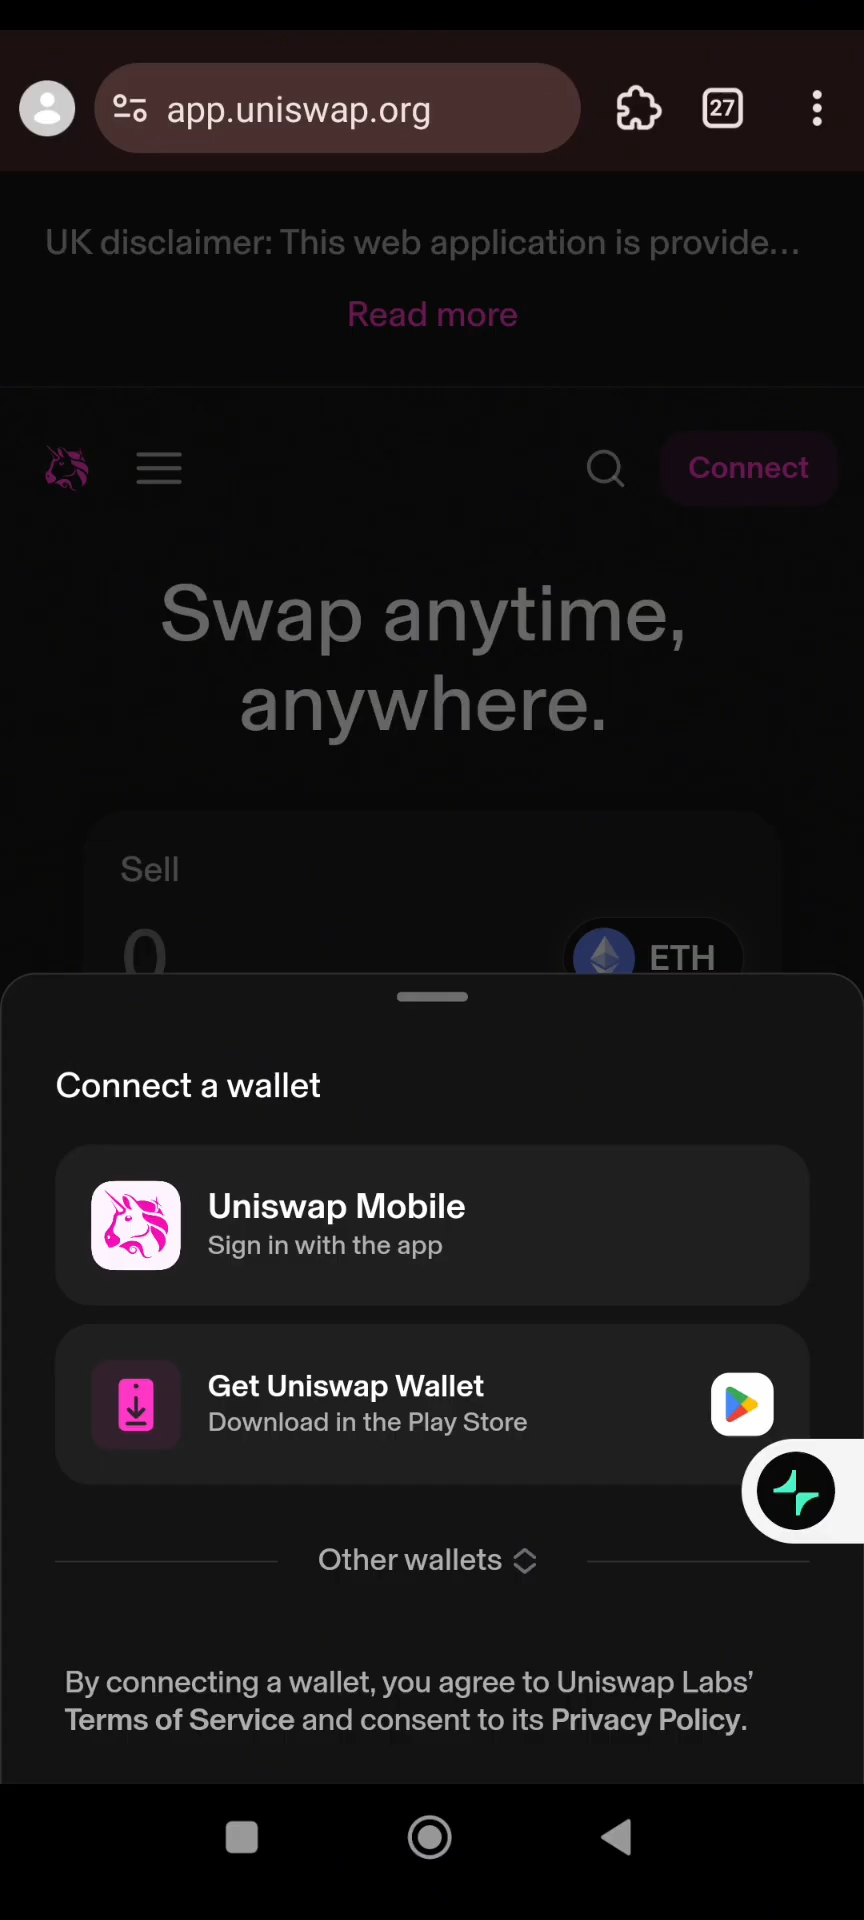 app.uniswap.org
27
UK disclaimer: This web application is provide...
Read more
Connect
Swap anytime,
anywhere.
Sell
0
ETH
Connect a wallet
Uniswap Mobile
Sign in with the app
Get Uniswap Wallet
Download in the Play Store
Other wallets
By connecting a wallet, you agree to Uniswap Labs’
Terms of Service and consent to its Privacy Policy.